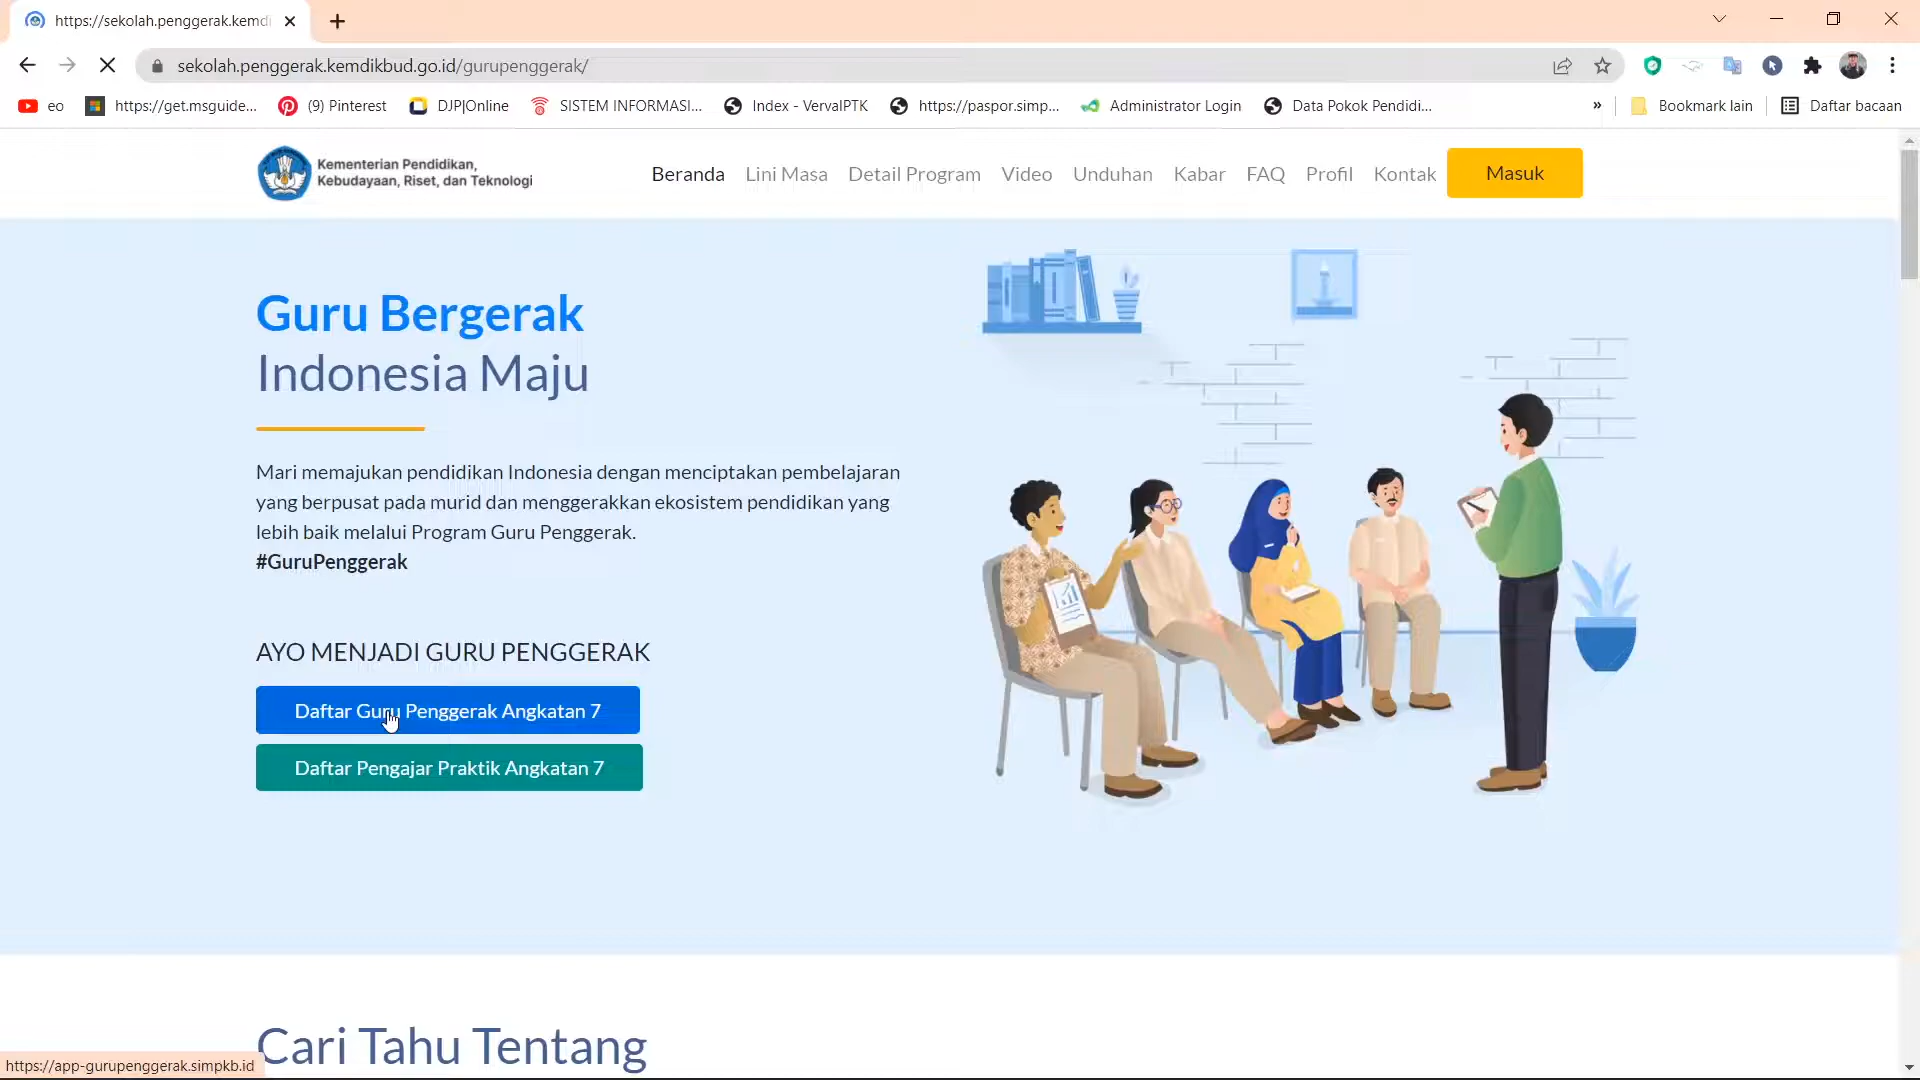 https://sekolah.penggerak.kemdi
sekolah.penggerak.kemdikbud.go.id/gurupenggerak/
eo
https://get.msguide...
(9) Pinterest
DJP|Online
SISTEM INFORMASI...
Index - VervalPTK
https://paspor.simp...
Administrator Login
Data Pokok Pendidi...
»
Bookmark lain
Daftar bacaan
Kementerian Pendidikan,
Kebudayaan, Riset, dan Teknologi
Beranda
Lini Masa
Detail Program
Video
Unduhan
Kabar
FAQ
Profil
Kontak
Masuk
Guru Bergerak
Indonesia Maju
Mari memajukan pendidikan Indonesia dengan menciptakan pembelajaran
yang berpusat pada murid dan menggerakkan ekosistem pendidikan yang
lebih baik melalui Program Guru Penggerak.
#GuruPenggerak
AYO MENJADI GURU PENGGERAK
Daftar Guru Penggerak Angkatan 7
Daftar Pengajar Praktik Angkatan 7
Cari Tahu Tentang
https://app-gurupenggerak.simpkb.id